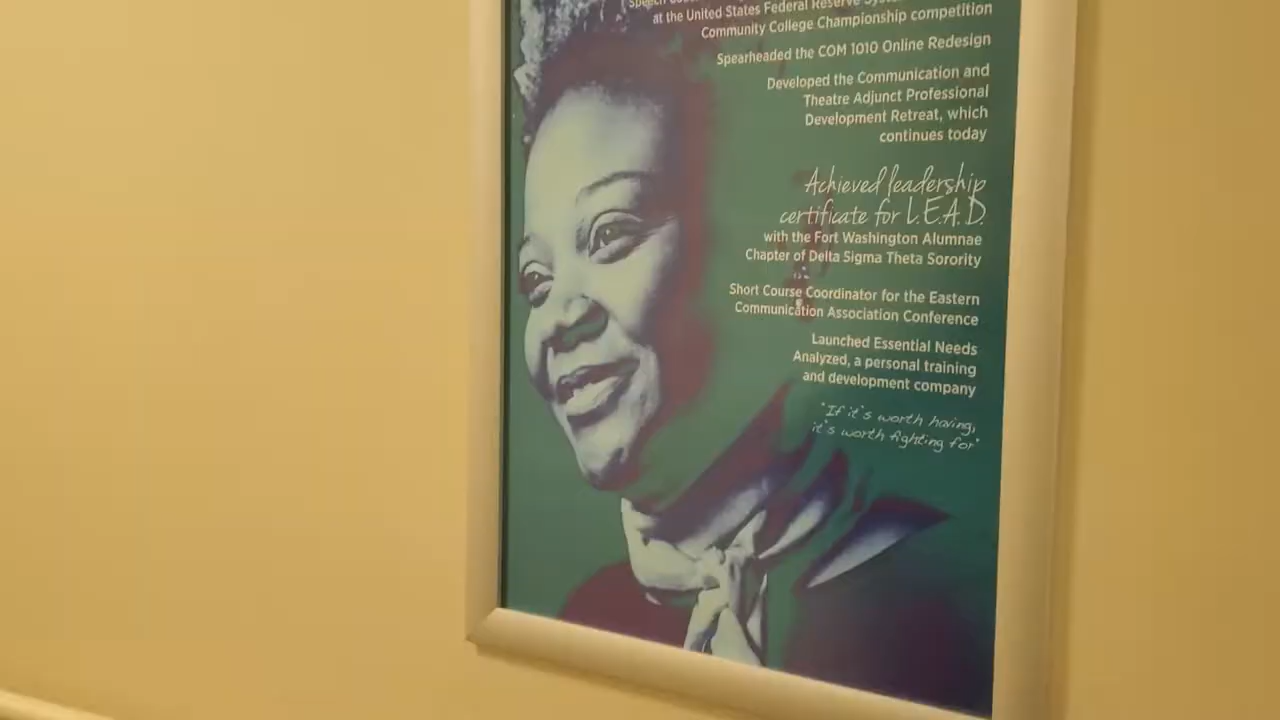 Speech
at the United States Federal Reserve
Community College Championship competition
Spearheaded the COM 1010 Online Redesign
Developed the Communication and
Theatre Adjunct Professional
Development Retreat, which
continues today
Achieved leadership
certificate for L.E.A.D.
with the Fort Washington Alumnae
Chapter of Delta Sigma Theta Sorority
Short Course Coordinator for the Eastern
Communication Association Conference
Launched Essential Needs
Analyzed, a personal training
and development company
"If it's worth having,
it's worth fighting for"